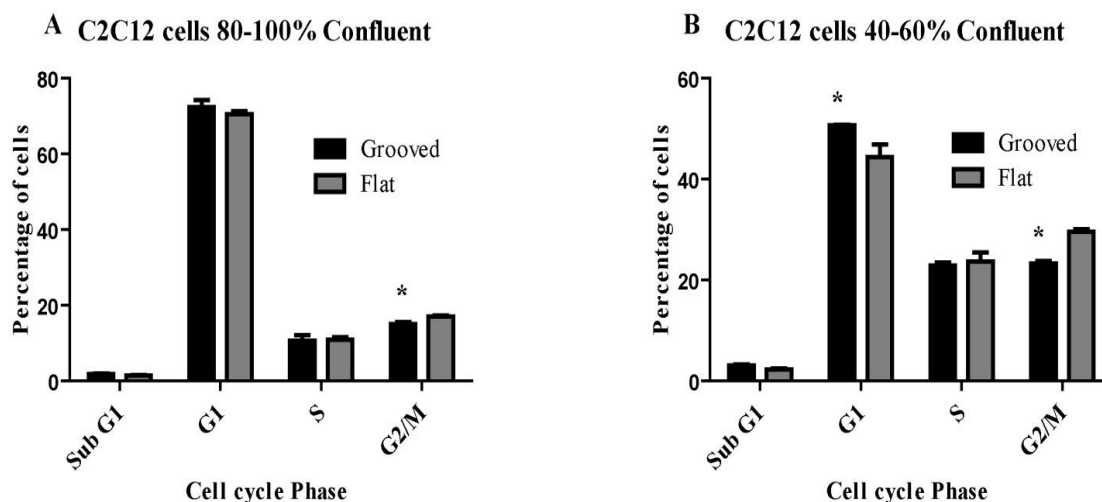 A C2C12 cells 80-100% Confluent
Percentage of cells
80
60
40
20
0
*
Grooved
Flat
Sub G1
G1
S
G2/M
Cell cycle Phase
B C2C12 cells 40-60% Confluent
Percentage of cells
60
40
20
0
*
*
Grooved
Flat
Sub G1
G1
S
G2/M
Cell cycle Phase